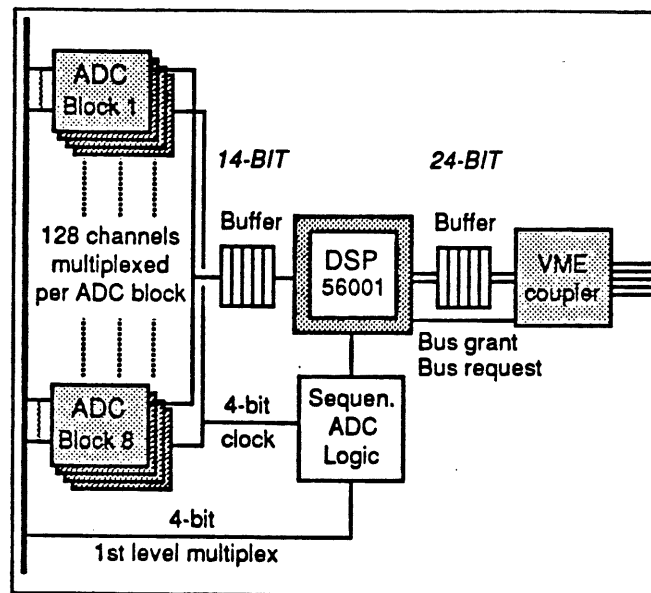 ADC
Block 1
14-BIT
24-BIT
128 channels
multiplexed
per ADC block
Buffer
DSP
56001
Buffer
VME
coupler
Bus grant
Bus request
ADC
Block 8
4-bit
clock
Sequen.
ADC
Logic
4-bit
1st level multiplex